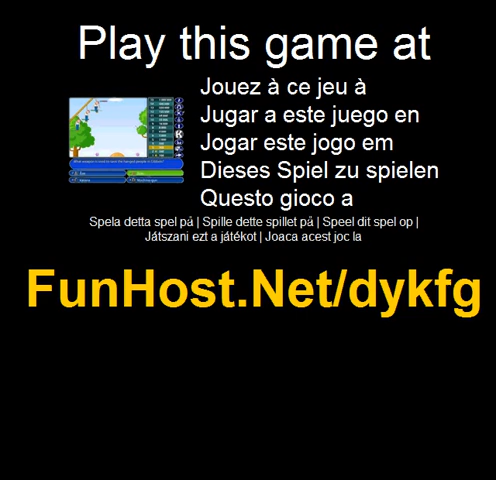 Play this game at
Jouez à ce jeu à
Jugar a este juego en
Jogar este jogo em
Dieses Spiel zu spielen
Questo gioco a
Spela detta spel på | Spille dette spillet på | Speel dit spel op |
Játszani ezt a játékot | Joaca acest joc la
FunHost.Net/dykfg